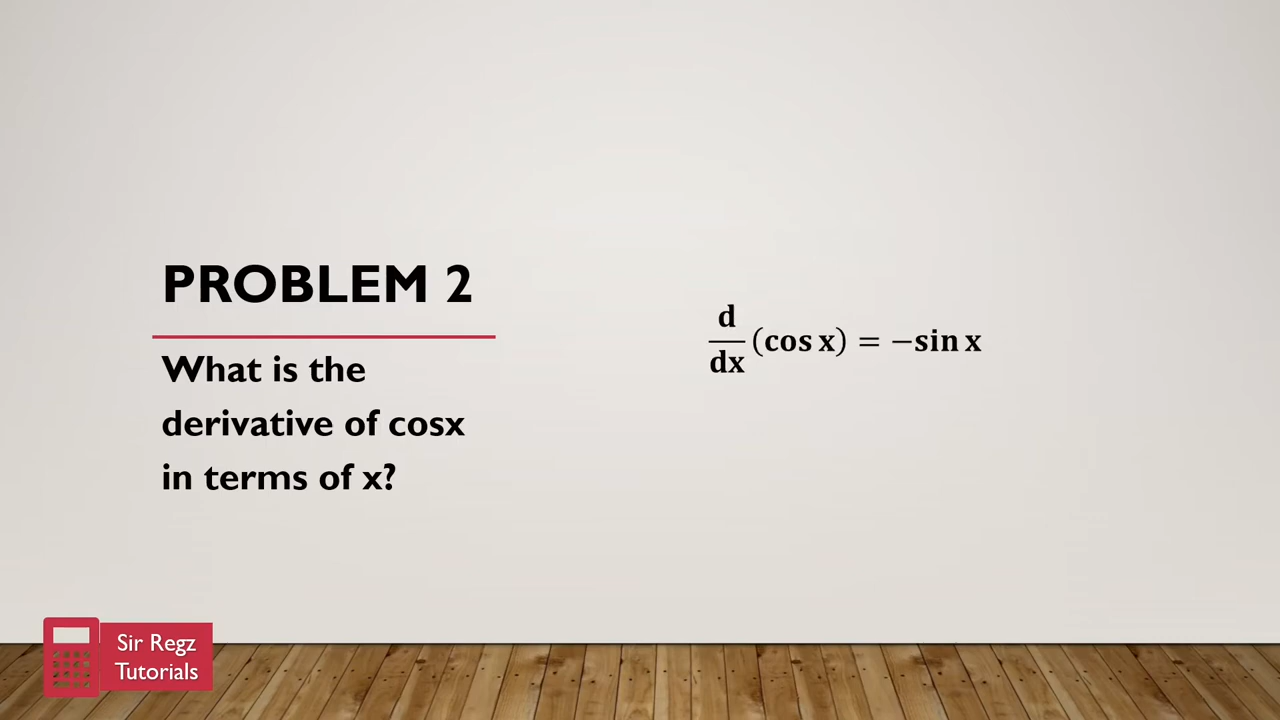 PROBLEM 2
What is the
derivative of cosx
in terms of x?
d/dx (cos x) = −sin x
Sir Regz
Tutorials